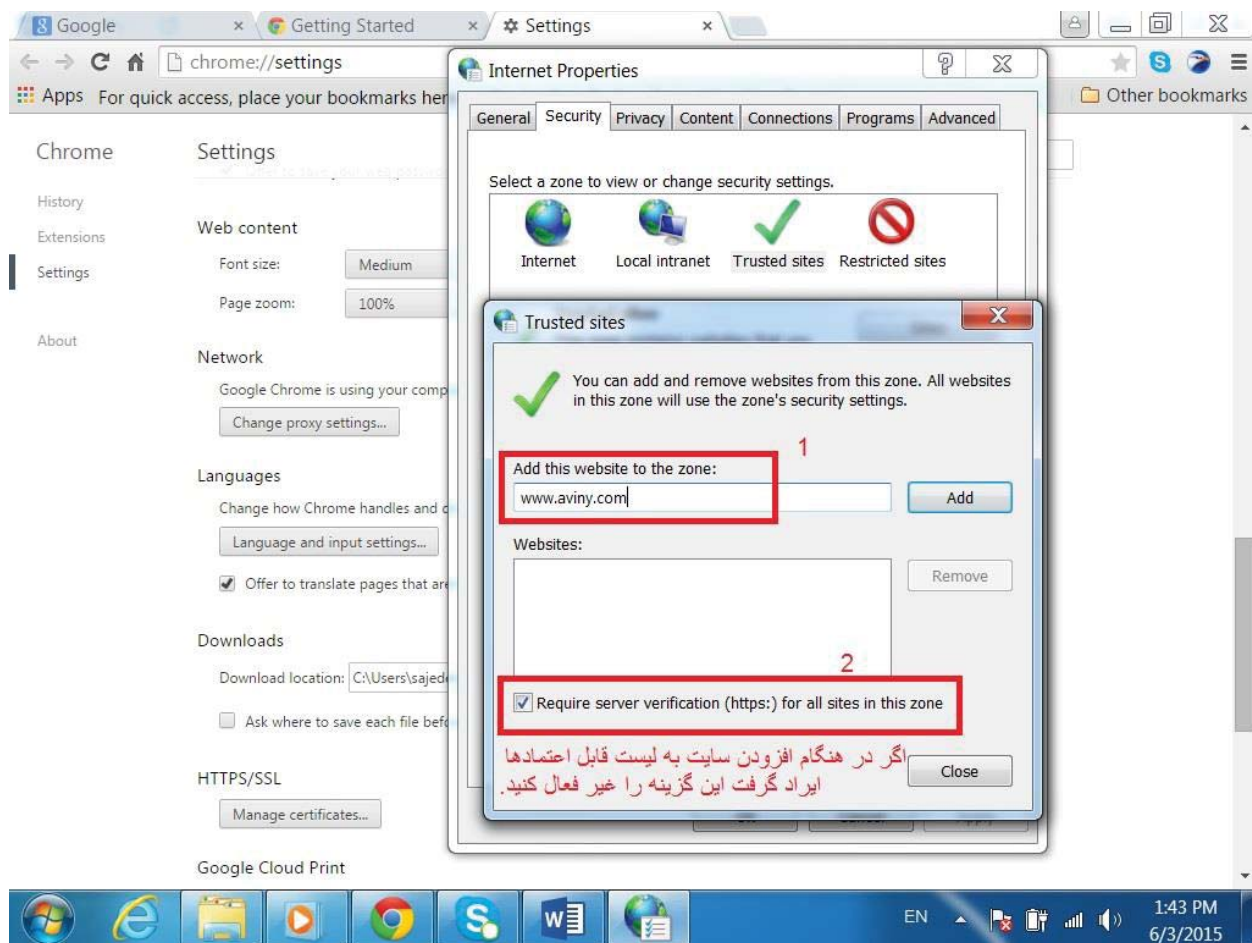 Google
Getting Started
Settings
chrome://settings
Apps
For quick access, place your bookmarks her
Other bookmarks
Chrome
History
Extensions
Settings
About
Settings
Web content
Font size:
Medium
Page zoom:
100%
Network
Google Chrome is using your comp
Change proxy settings...
Languages
Change how Chrome handles and d
Language and input settings...
Offer to translate pages that are
Downloads
Download location:
C:\Users\sajede
Ask where to save each file befo
HTTPS/SSL
Manage certificates...
Google Cloud Print
Internet Properties
General Security Privacy Content Connections Programs Advanced
Select a zone to view or change security settings.
Internet
Local intranet
Trusted sites
Restricted sites
Trusted sites
You can add and remove websites from this zone. All websites
in this zone will use the zone's security settings.
1
Add this website to the zone:
www.aviny.com
Add
Websites:
Remove
2
Require server verification (https:) for all sites in this zone
اگر در هنگام افزودن سایت به لیست قابل اعتمادها
ایراد گرفت این گزینه را غیر فعال کنید.
Close
EN
1:43 PM
6/3/2015